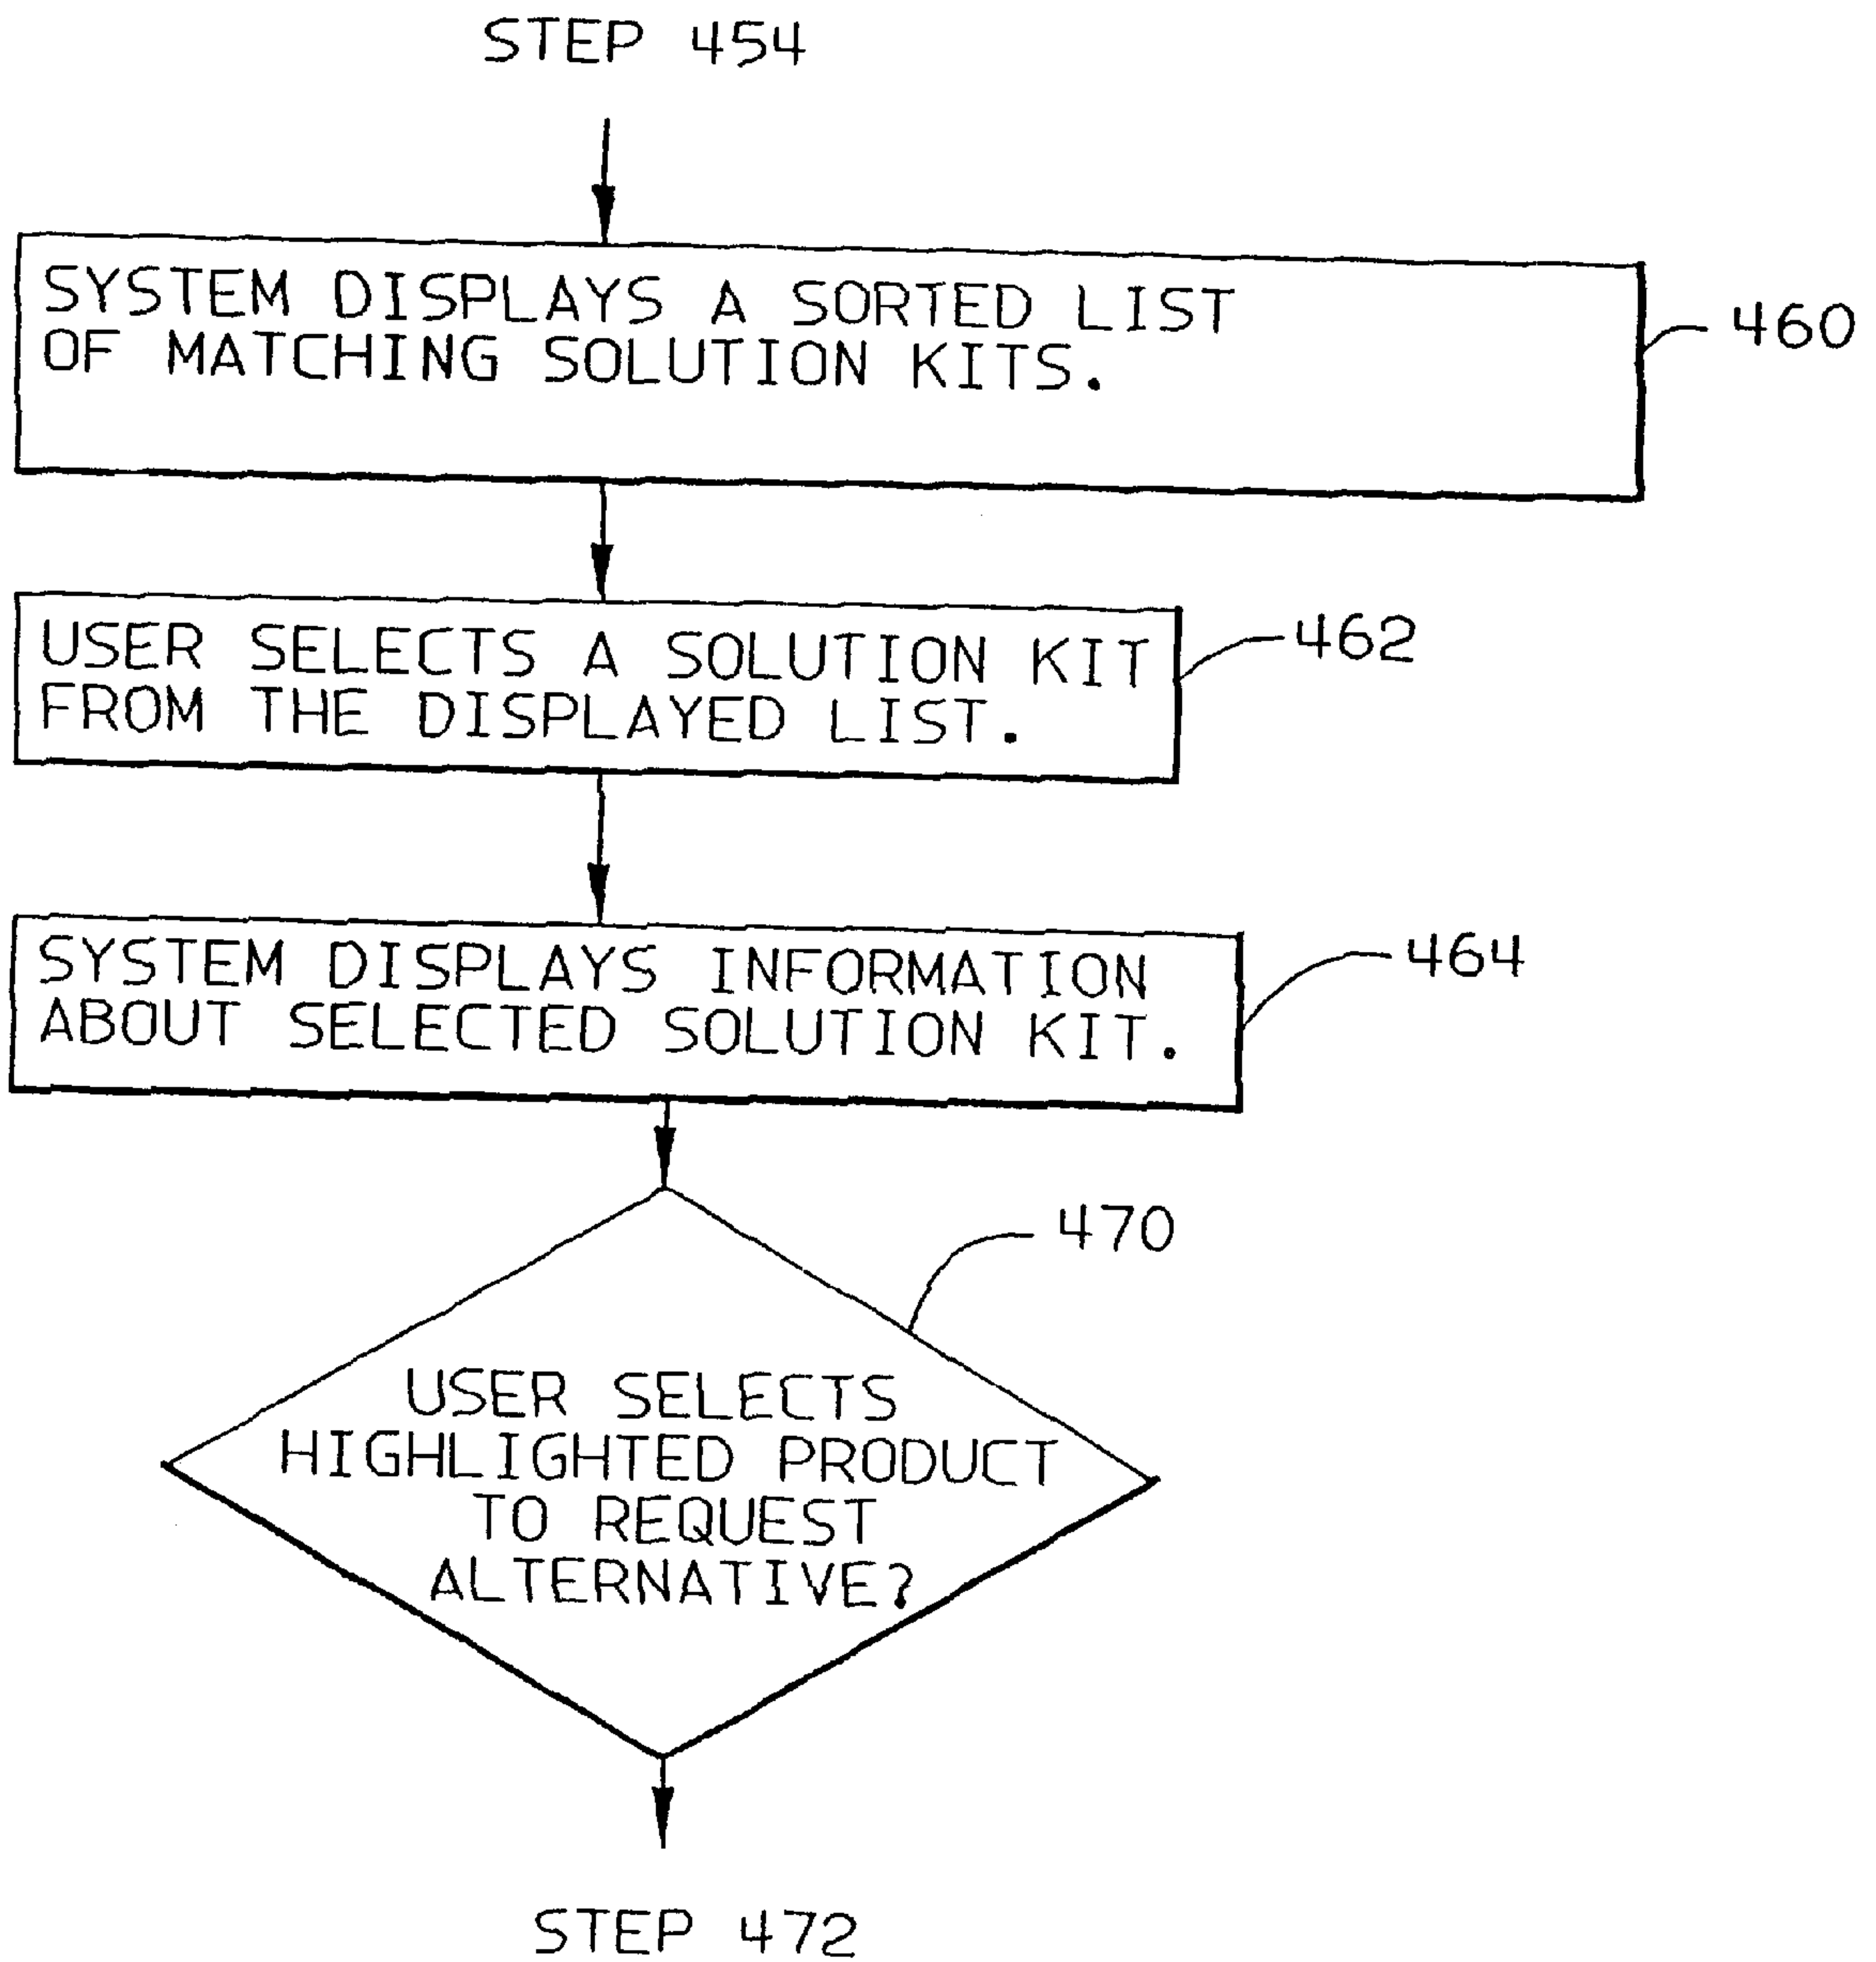 STEP 454
SYSTEM DISPLAYS A SORTED LIST
OF MATCHING SOLUTION KITS.
460
USER SELECTS A SOLUTION KIT
FROM THE DISPLAYED LIST.
462
SYSTEM DISPLAYS INFORMATION
ABOUT SELECTED SOLUTION KIT.
464
470
USER SELECTS
HIGHLIGHTED PRODUCT
TO REQUEST
ALTERNATIVE?
STEP 472